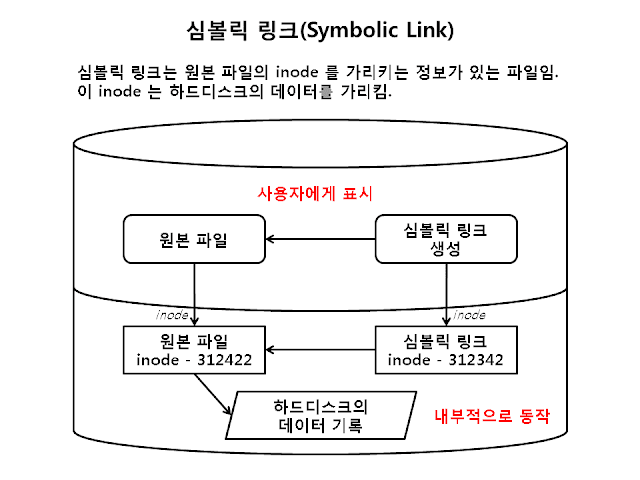 심볼릭 링크(Symbolic Link)
심볼릭 링크는 원본 파일의 inode 를 가리키는 정보가 있는 파일임.
이 inode 는 하드디스크의 데이터를 가리킴.
사용자에게 표시
원본 파일
심볼릭 링크
생성
inode
inode
원본 파일
inode - 312422
심볼릭 링크
inode - 312342
하드디스크의
데이터 기록
내부적으로 동작